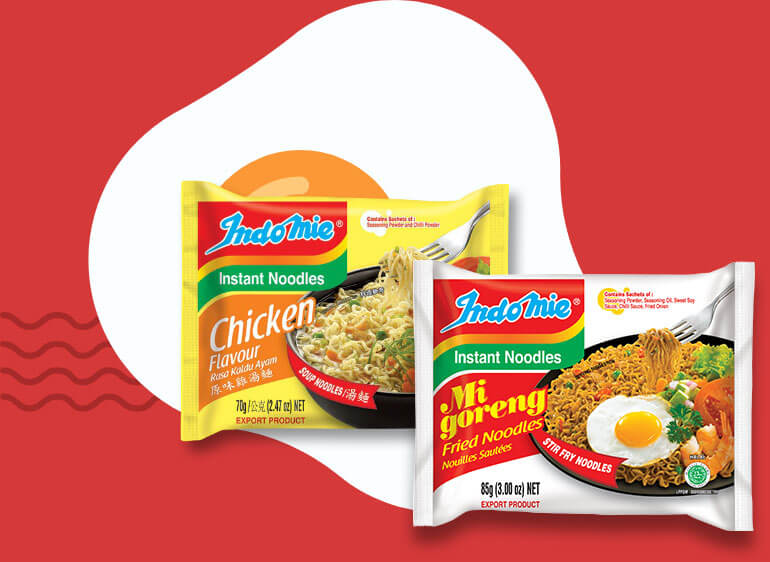 Indomie®
Contains Sachets of :
Seasoning Powder and Chilli Powder
Instant Noodles
Chicken
Flavour
Rasa Kaldu Ayam
原味雞湯麵
SOUP NOODLES/湯麵
70g/公克 (2.47 oz) NET
EXPORT PRODUCT
Indomie®
Contains Sachets of :
Seasoning Powder, Seasoning Oil, Sweet Soy
Sauce, Chilli Sauce, Fried Onion
Instant Noodles
Mi
goreng
Fried Noodles
Nouilles Sautées
STIR FRY NOODLES
85g (3.00 oz) NET
EXPORT PRODUCT
HALAL